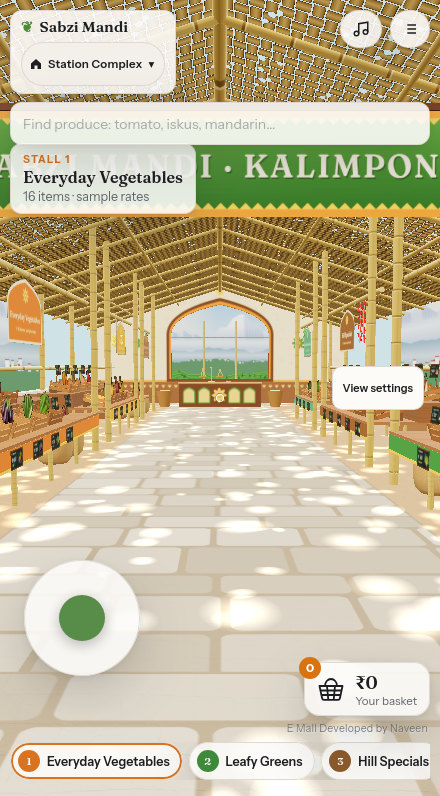 Sabzi Mandi
Station Complex ▾
Find produce: tomato, iskus, mandarin...
MANDI · KALIMPON
STALL 1
Everyday Vegetables
16 items · sample rates
Everyday Vegetables
View settings
0
₹0
Your basket
E Mall Developed by Naveen
1 Everyday Vegetables
2 Leafy Greens
3 Hill Specials